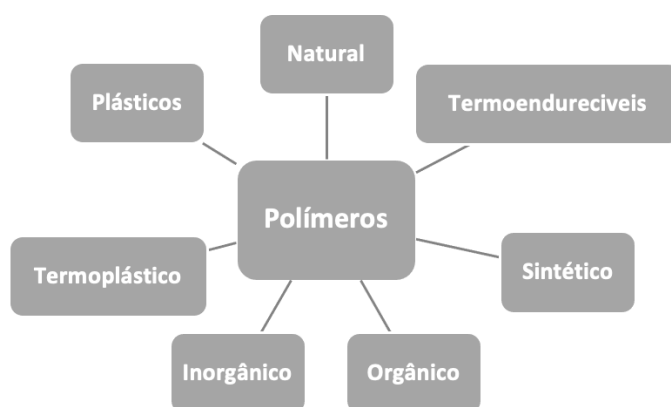 Natural
Plásticos
Termoendureciveis
Polímeros
Termoplástico
Sintético
Inorgânico
Orgânico